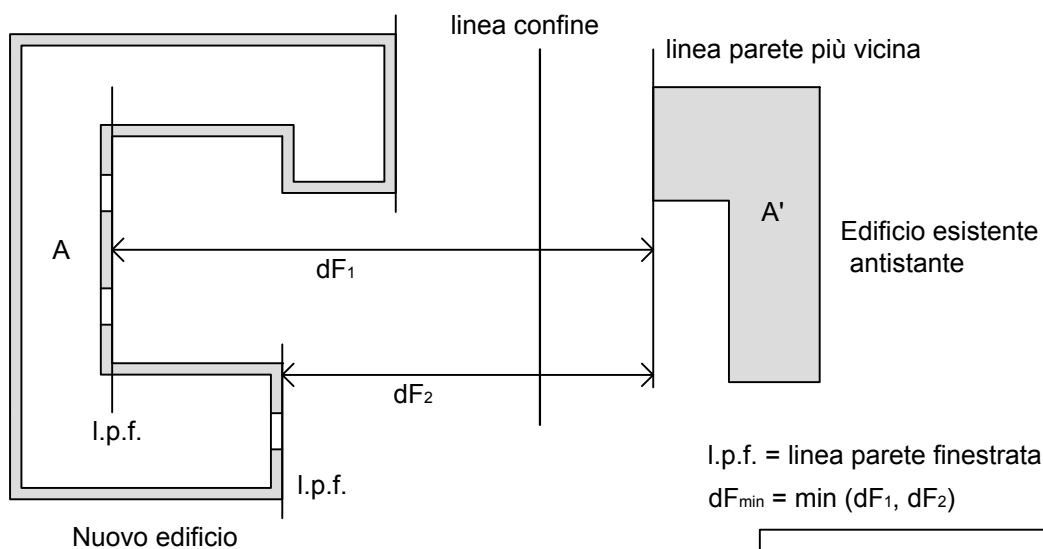 linea confine
linea parete più vicina
A
A'
Edificio esistente
antistante
dF₁
dF₂
l.p.f.
l.p.f.
l.p.f. = linea parete finestrata
dFmin = min (dF₁, dF₂)
Nuovo edificio